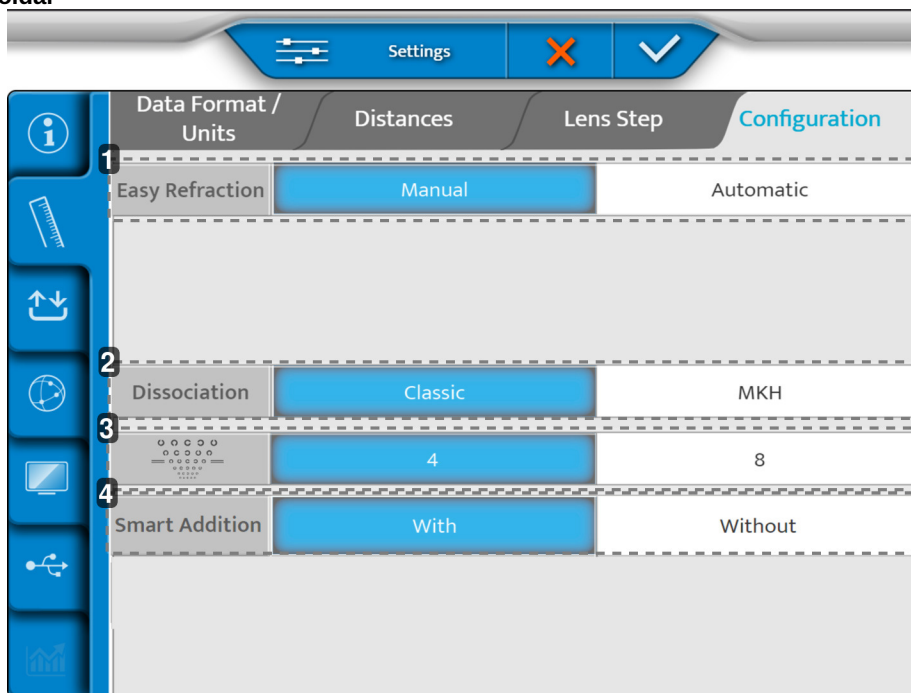 Settings
Data Format /
Units
Distances
Lens Step
Configuration
1
Easy Refraction
Manual
Automatic
2
Dissociation
Classic
MKH
3
4
8
4
Smart Addition
With
Without